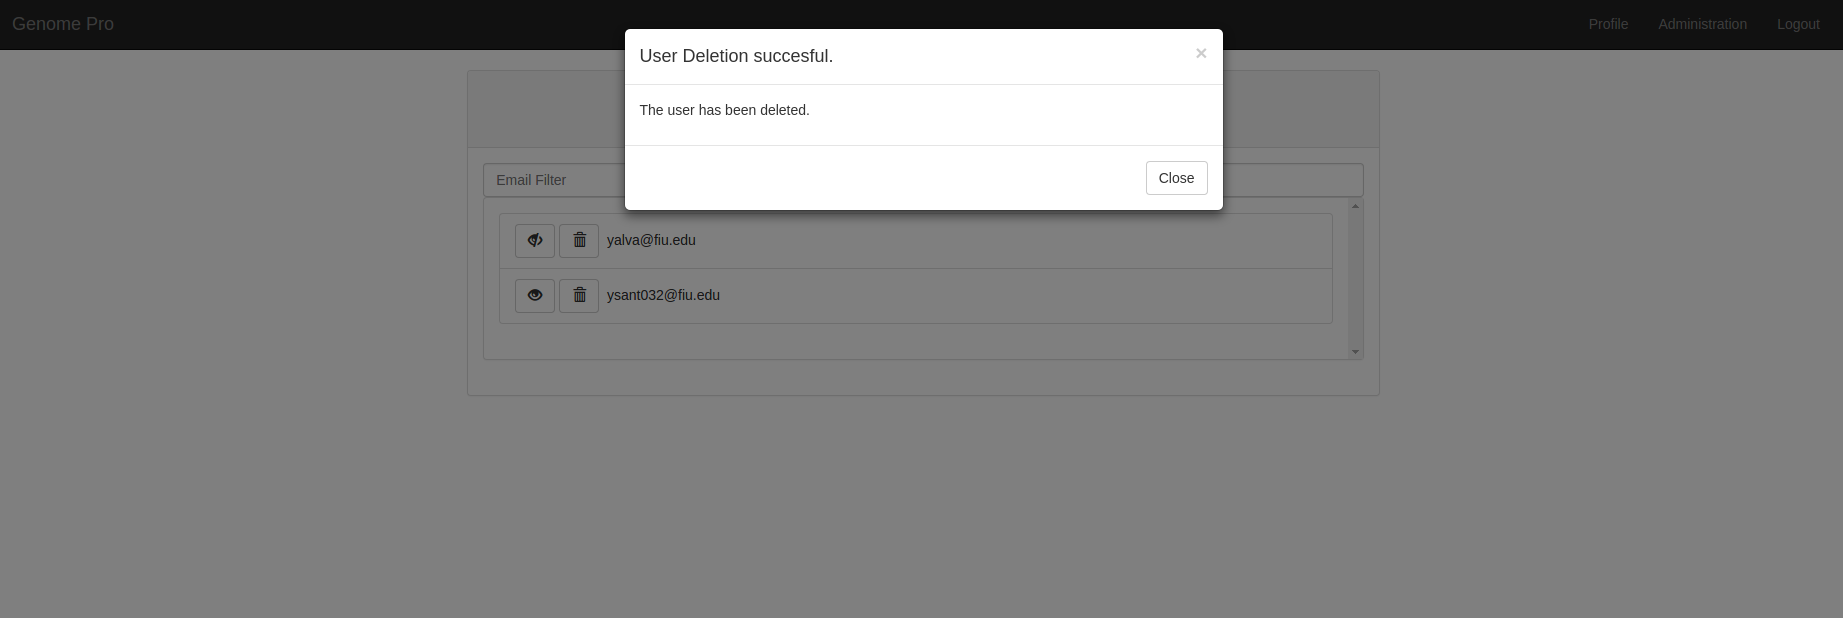 Genome Pro
Profile
Administration
Logout
User Deletion succesful.
×
The user has been deleted.
Close
Email Filter
yalva@fiu.edu
ysant032@fiu.edu